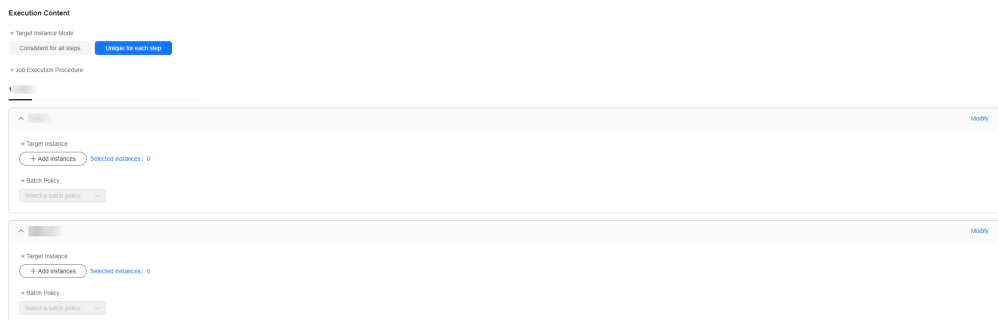 Execution Content
* Target Instance Mode
Consistent for all steps Unique for each step
* Job Execution Procedure
1
Modify
* Target Instance
+ Add instances Selected instances: 0
* Batch Policy
Select a batch policy
Modify
* Target Instance
+ Add instances Selected instances: 0
* Batch Policy
Select a batch policy